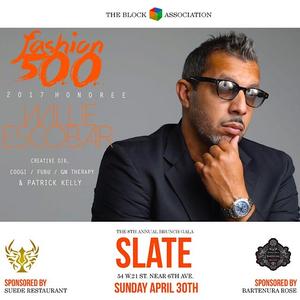 THE BLOCK ASSOCIATION
fashion
500
2017 HONOREE
WILLIE
ESCOBAR
CREATIVE DIR.
COOGI / FUBU / GW THERAPY
& PATRICK KELLY
THE 8TH ANNUAL BRUNCH GALA
SLATE
54 W.21 ST. NEAR 6TH AVE.
SUNDAY APRIL 30TH
SPONSORED BY
SUEDE RESTAURANT
SPONSORED BY
BARTENURA ROSE